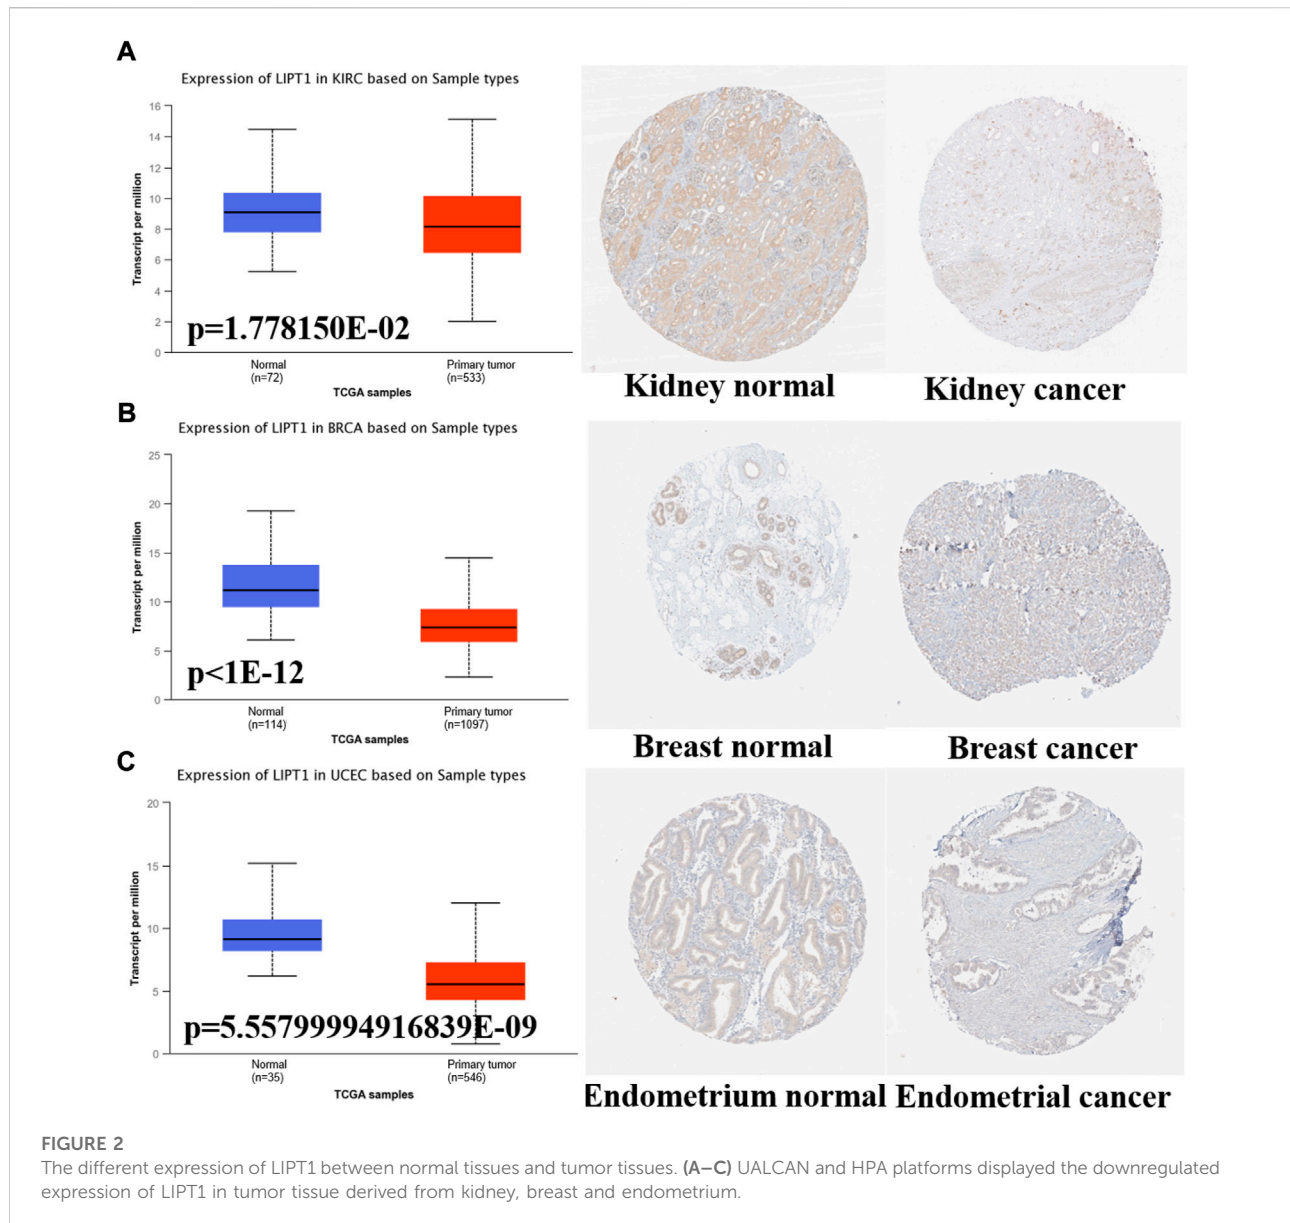 A
Expression of LIPT1 in KIRC based on Sample types
Transcript per million
16
14
12
10
8
6
4
2
0
p=1.778150E-02
Normal
(n=72)
Primary tumor
(n=533)
TCGA samples
Kidney normal
Kidney cancer
B
Expression of LIPT1 in BRCA based on Sample types
Transcript per million
25
20
15
10
5
0
p<1E-12
Normal
(n=114)
Primary tumor
(n=1097)
TCGA samples
Breast normal
Breast cancer
C
Expression of LIPT1 in UCEC based on Sample types
Transcript per million
20
15
10
5
0
p=5.55799994916839E-09
Normal
(n=35)
Primary tumor
(n=546)
TCGA samples
Endometrium normal
Endometrial cancer
FIGURE 2
The different expression of LIPT1 between normal tissues and tumor tissues. (A–C) UALCAN and HPA platforms displayed the downregulated
expression of LIPT1 in tumor tissue derived from kidney, breast and endometrium.